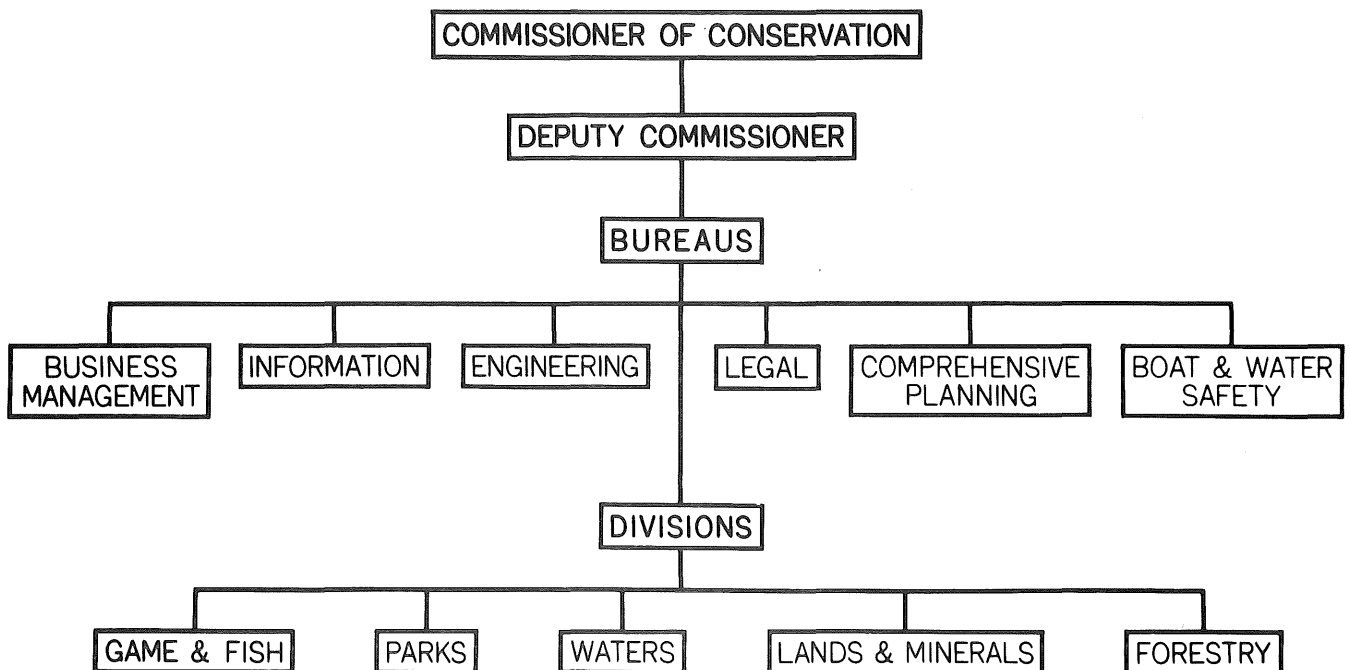 COMMISSIONER OF CONSERVATION
DEPUTY COMMISSIONER
BUREAUS
BUSINESS
MANAGEMENT
INFORMATION
ENGINEERING
LEGAL
COMPREHENSIVE
PLANNING
BOAT & WATER
SAFETY
DIVISIONS
GAME & FISH
PARKS
WATERS
LANDS & MINERALS
FORESTRY